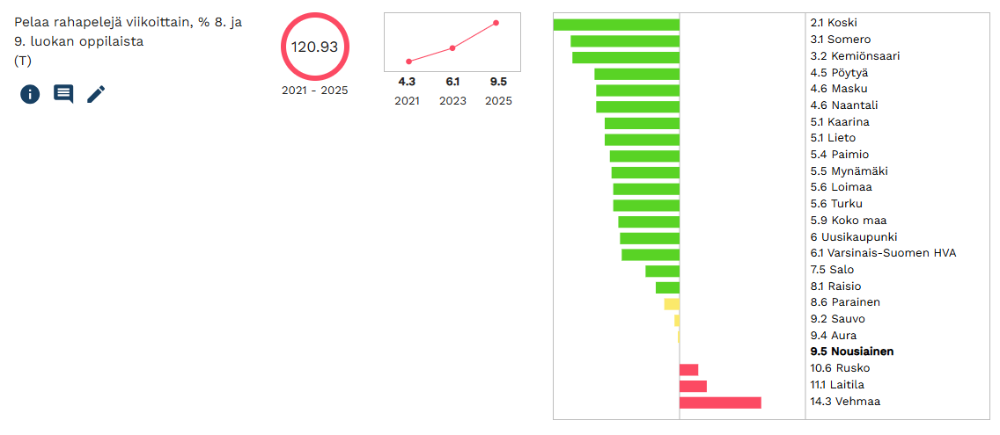 Pelaa rahapelejä viikoittain, % 8. ja
9. luokan oppilaista
(T)
120.93
2021 - 2025
4.3 6.1 9.5
2021 2023 2025
2.1 Koski
3.1 Somero
3.2 Kemiönsaari
4.5 Pöytyä
4.6 Masku
4.6 Naantali
5.1 Kaarina
5.1 Lieto
5.4 Paimio
5.5 Mynämäki
5.6 Loimaa
5.6 Turku
5.9 Koko maa
6 Uusikaupunki
6.1 Varsinais-Suomen HVA
7.5 Salo
8.1 Raisio
8.6 Parainen
9.2 Sauvo
9.4 Aura
9.5 Nousiainen
10.6 Rusko
11.1 Laitila
14.3 Vehmaa